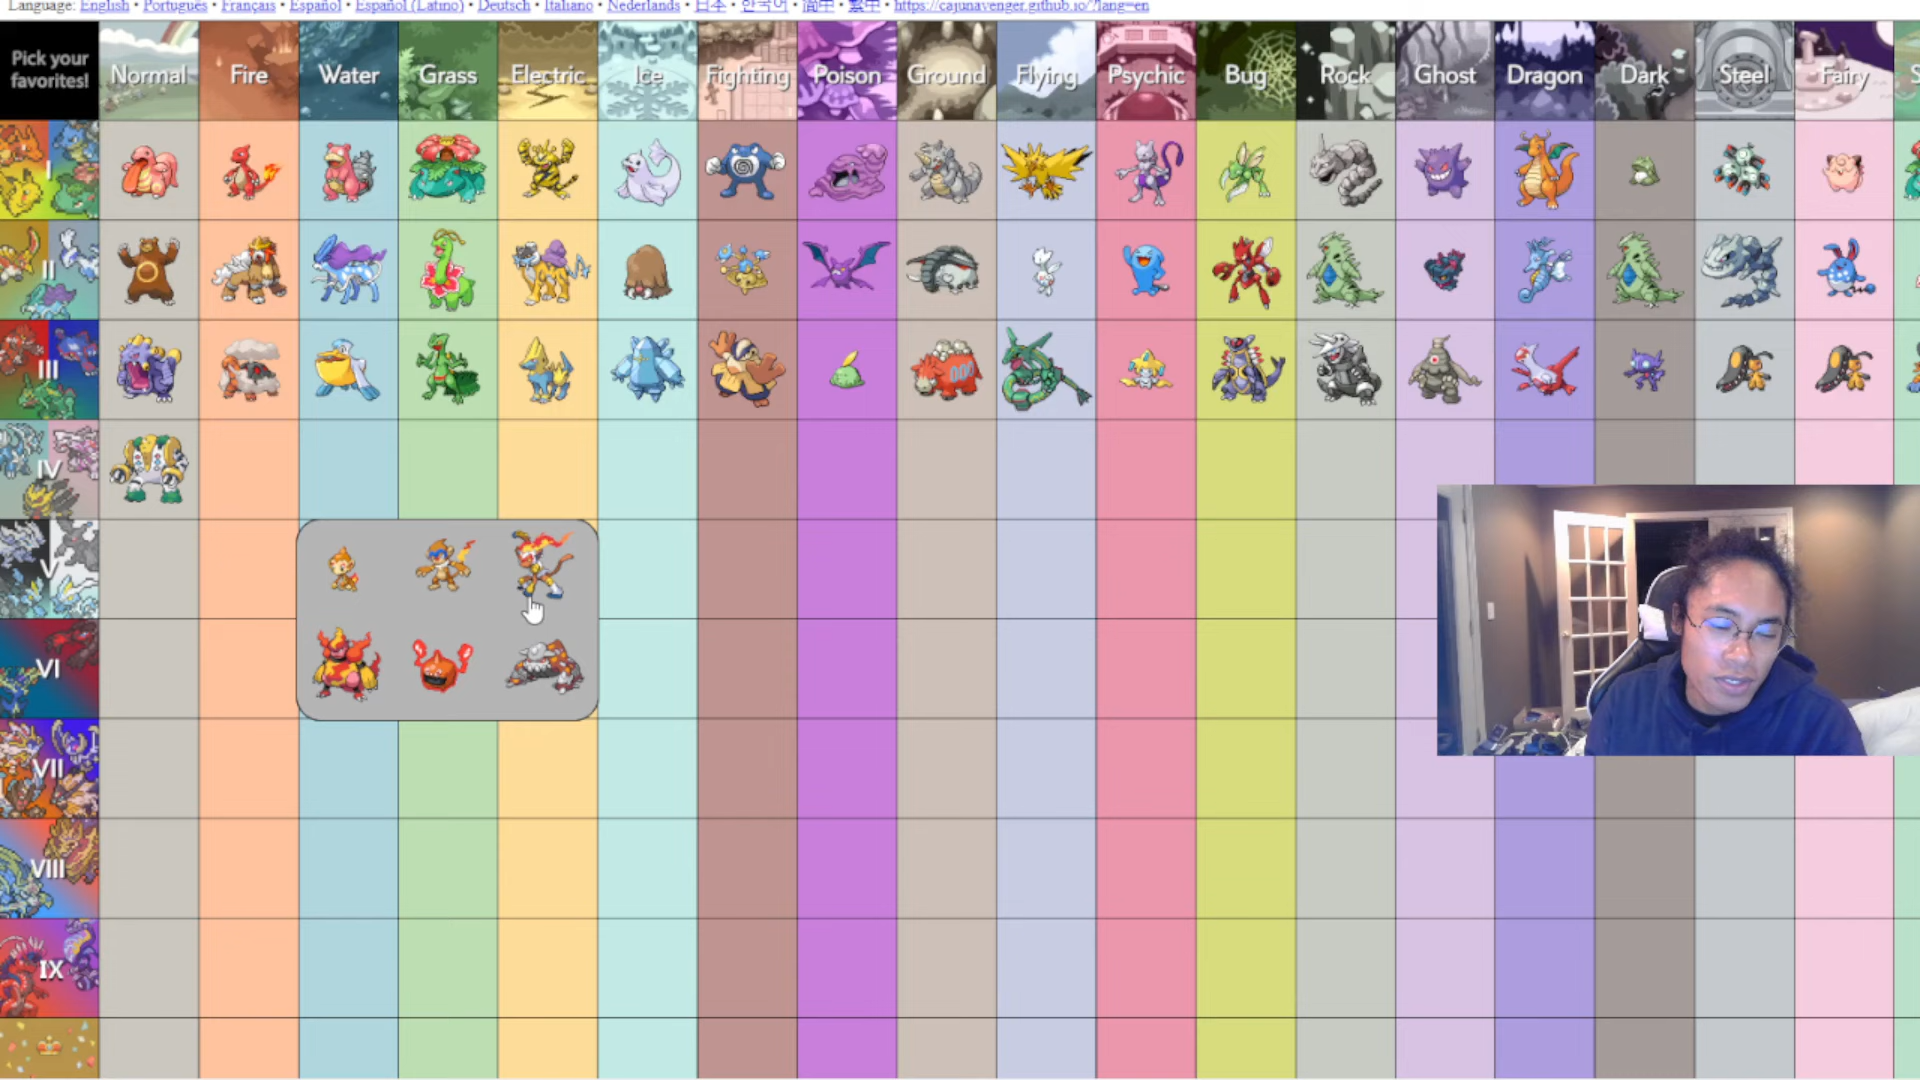 Language: English • Português • Français • Español • Español (Latino) • Deutsch • Italiano • Nederlands • 日本 • 한국어 • 简中 • 繁中 • https://cajunavenger.github.io/?lang=en
Pick your favorites! Normal Fire Water Grass Electric Ice Fighting Poison Ground Flying Psychic Bug Rock Ghost Dragon Dark Steel Fairy S
I
II
III
000
IV
V
VI
VII
VIII
IX